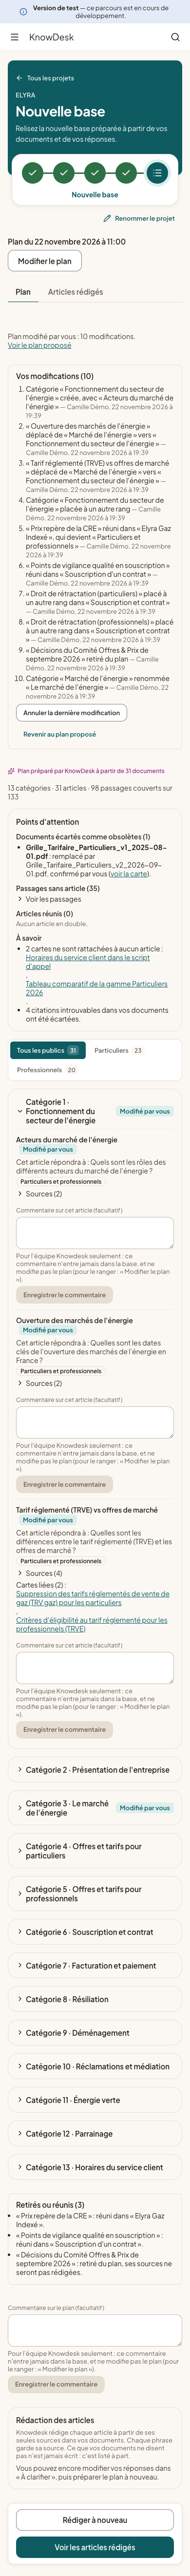 Version de test — ce parcours est en cours de
développement.
KnowDesk
Tous les projets
ELYRA
Nouvelle base
Relisez la nouvelle base préparée à partir de vos
documents et de vos réponses.
Nouvelle base
Renommer le projet
Plan du 22 novembre 2026 à 11:00
Modifier le plan
Plan
Articles rédigés
Plan modifié par vous : 10 modifications.
Voir le plan proposé
Vos modifications (10)
1. Catégorie « Fonctionnement du secteur de
l'énergie » créée, avec « Acteurs du marché de
l'énergie » — Camille Démo, 22 novembre 2026 à
19:39
2. « Ouverture des marchés de l'énergie »
déplacé de « Marché de l'énergie » vers «
Fonctionnement du secteur de l'énergie » —
Camille Démo, 22 novembre 2026 à 19:39
3. « Tarif réglementé (TRVE) vs offres de marché
» déplacé de « Marché de l'énergie » vers «
Fonctionnement du secteur de l'énergie » —
Camille Démo, 22 novembre 2026 à 19:39
4. Catégorie « Fonctionnement du secteur de
l'énergie » placée à un autre rang — Camille
Démo, 22 novembre 2026 à 19:39
5. « Prix repère de la CRE » réuni dans « Elyra Gaz
Indexé », qui devient « Particuliers et
professionnels » — Camille Démo, 22 novembre
2026 à 19:39
6. « Points de vigilance qualité en souscription »
réuni dans « Souscription d'un contrat » —
Camille Démo, 22 novembre 2026 à 19:39
7. « Droit de rétractation (particuliers) » placé à
un autre rang dans « Souscription et contrat »
— Camille Démo, 22 novembre 2026 à 19:39
8. « Droit de rétractation (professionnels) » placé
à un autre rang dans « Souscription et contrat
» — Camille Démo, 22 novembre 2026 à 19:39
9. « Décisions du Comité Offres & Prix de
septembre 2026 » retiré du plan — Camille
Démo, 22 novembre 2026 à 19:39
10. Catégorie « Marché de l'énergie » renommée
« Le marché de l'énergie » — Camille Démo, 22
novembre 2026 à 19:39
Annuler la dernière modification
Revenir au plan proposé
Plan préparé par KnowDesk à partir de 31 documents
13 catégories · 31 articles · 98 passages couverts sur
133
Points d'attention
Documents écartés comme obsolètes (1)
Grille_Tarifaire_Particuliers_v1_2025-08-
01.pdf : remplacé par
Grille_Tarifaire_Particuliers_v2_2026-09-
01.pdf, confirmé par vous (voir la carte).
Passages sans article (35)
Voir les passages
Articles réunis (0)
Aucun article en double.
À savoir
2 cartes ne sont rattachées à aucun article :
Horaires du service client dans le script
d'appel
,
Tableau comparatif de la gamme Particuliers
2026
.
4 citations introuvables dans vos documents
ont été écartées.
Tous les publics 31
Particuliers 23
Professionnels 20
Catégorie 1 ·
Fonctionnement du
secteur de l'énergie
Modifié par vous
Acteurs du marché de l'énergie
Modifié par vous
Cet article répondra à : Quels sont les rôles des
différents acteurs du marché de l'énergie ?
Particuliers et professionnels
Sources (2)
Commentaire sur cet article (facultatif)
Pour l'équipe Knowdesk seulement : ce
commentaire n'entre jamais dans la base, et ne
modifie pas le plan (pour le ranger : « Modifier le plan
»).
Enregistrer le commentaire
Ouverture des marchés de l'énergie
Modifié par vous
Cet article répondra à : Quelles sont les dates
clés de l'ouverture des marchés de l'énergie en
France ?
Particuliers et professionnels
Sources (2)
Commentaire sur cet article (facultatif)
Pour l'équipe Knowdesk seulement : ce
commentaire n'entre jamais dans la base, et ne
modifie pas le plan (pour le ranger : « Modifier le plan
»).
Enregistrer le commentaire
Tarif réglementé (TRVE) vs offres de marché
Modifié par vous
Cet article répondra à : Quelles sont les
différences entre le tarif réglementé (TRVE) et les
offres de marché ?
Particuliers et professionnels
Sources (4)
Cartes liées (2) :
Suppression des tarifs réglementés de vente de
gaz (TRV gaz) pour les particuliers
,
Critères d'éligibilité au tarif réglementé pour les
professionnels (TRVE)
Commentaire sur cet article (facultatif)
Pour l'équipe Knowdesk seulement : ce
commentaire n'entre jamais dans la base, et ne
modifie pas le plan (pour le ranger : « Modifier le plan
»).
Enregistrer le commentaire
Catégorie 2 · Présentation de l'entreprise
Catégorie 3 · Le marché
de l'énergie
Modifié par vous
Catégorie 4 · Offres et tarifs pour
particuliers
Catégorie 5 · Offres et tarifs pour
professionnels
Catégorie 6 · Souscription et contrat
Catégorie 7 · Facturation et paiement
Catégorie 8 · Résiliation
Catégorie 9 · Déménagement
Catégorie 10 · Réclamations et médiation
Catégorie 11 · Énergie verte
Catégorie 12 · Parrainage
Catégorie 13 · Horaires du service client
Retirés ou réunis (3)
« Prix repère de la CRE » : réuni dans « Elyra Gaz
Indexé ».
« Points de vigilance qualité en souscription » :
réuni dans « Souscription d'un contrat ».
« Décisions du Comité Offres & Prix de
septembre 2026 » : retiré du plan, ses sources ne
seront pas rédigées.
Commentaire sur le plan (facultatif)
Pour l'équipe Knowdesk seulement : ce commentaire
n'entre jamais dans la base, et ne modifie pas le plan (pour
le ranger : « Modifier le plan »).
Enregistrer le commentaire
Rédaction des articles
Knowdesk rédige chaque article à partir de ses
seules sources dans vos documents. Chaque phrase
garde sa source. Ce que vos documents ne disent
pas n'est jamais écrit : c'est listé à part.
Vous pouvez encore modifier vos réponses dans
« À clarifier », puis préparer le plan à nouveau.
Rédiger à nouveau
Voir les articles rédigés